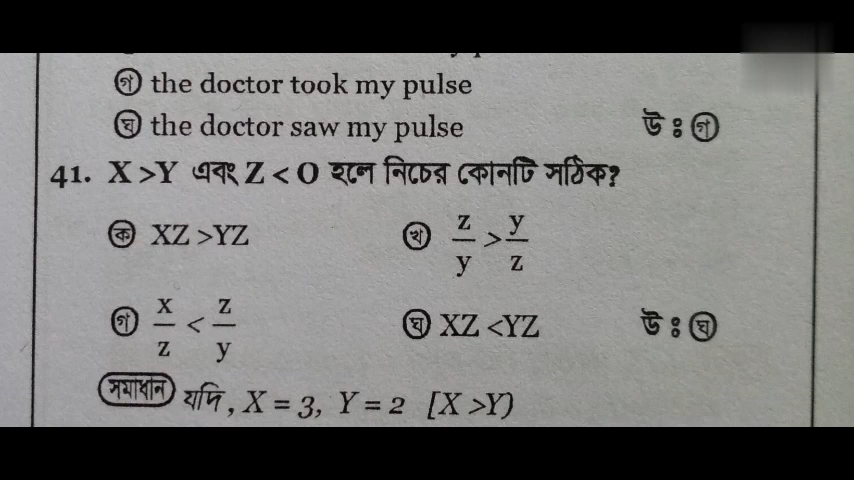 গ the doctor took my pulse
ঘ the doctor saw my pulse উ : গ
41. X >Y এবং Z < O হলে নিচের কোনটি সঠিক?
ক XZ >YZ খ z/y > y/z
গ x/z < z/y ঘ XZ <YZ উ : ঘ
সমাধান যদি, X = 3, Y = 2 [X >Y)